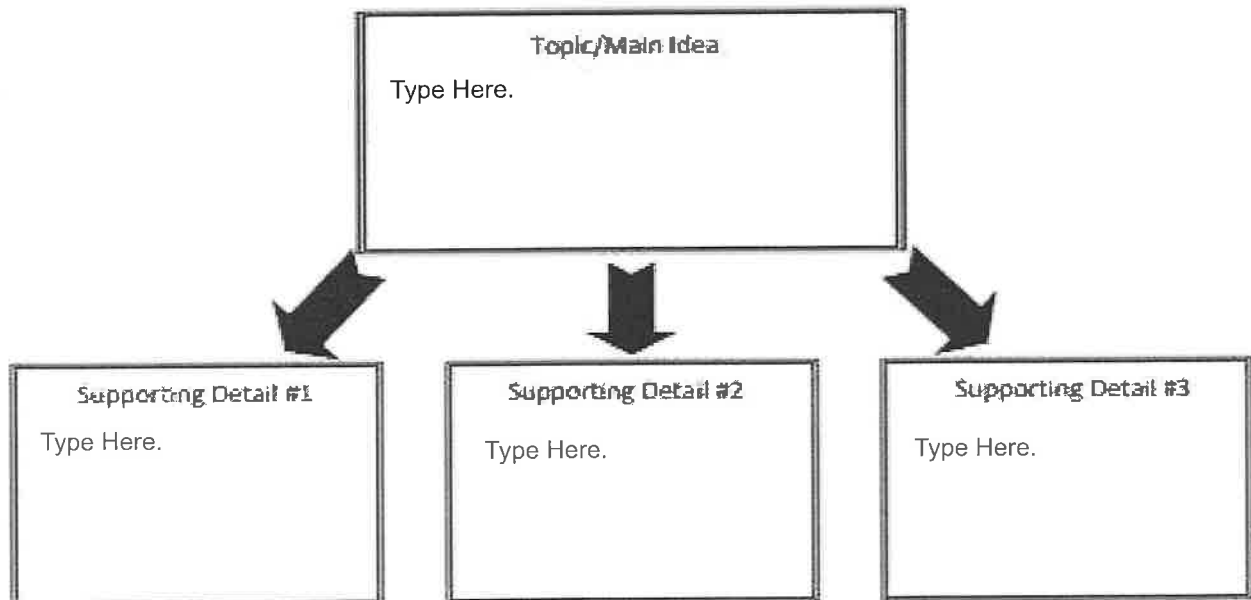 Topic/Main Idea
Type Here.
Supporting Detail #1
Type Here.
Supporting Detail #2
Type Here.
Supporting Detail #3
Type Here.